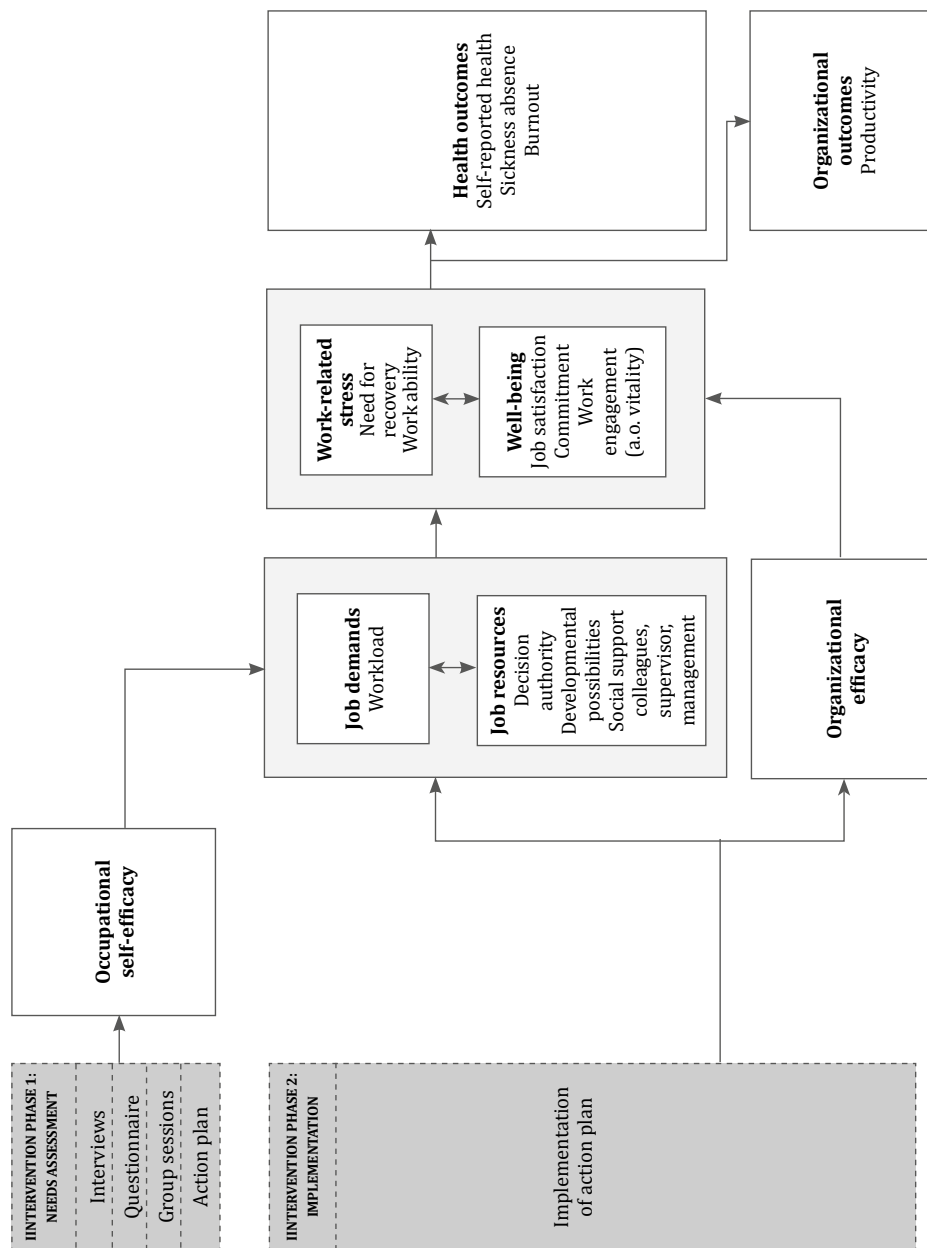 IINTERVENTION PHASE 1:
NEEDS ASSESSMENT
Interviews
Questionnaire
Group sessions
Action plan
Occupational
self-efficacy
IINTERVENTION PHASE 2:
IMPLEMENTATION
Implementation
of action plan
Job demands
Workload
Job resources
Decision
authority
Developmental
possibilities
Social support
colleagues,
supervisor,
management
Organizational
efficacy
Work-related
stress
Need for
recovery
Work ability
Well-being
Job satisfaction
Commitment
Work
engagement
(a.o. vitality)
Health outcomes
Self-reported health
Sickness absence
Burnout
Organizational
outcomes
Productivity